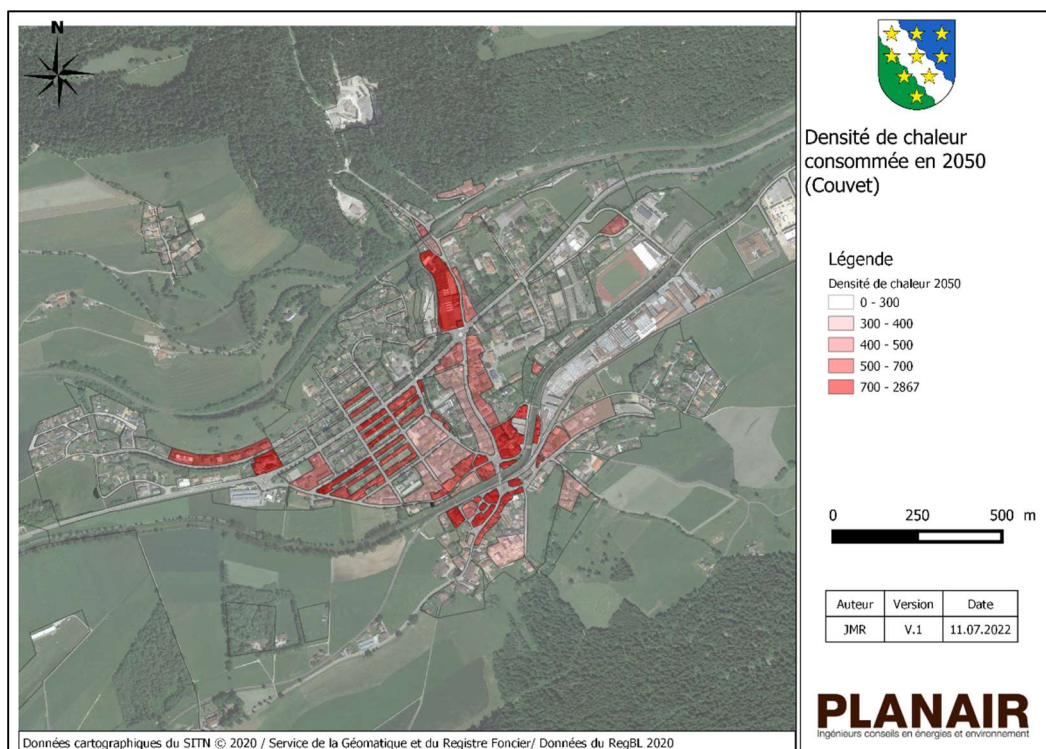 N
Densité de chaleur
consommée en 2050
(Couvet)
Légende
Densité de chaleur 2050
0 - 300
300 - 400
400 - 500
500 - 700
700 - 2867
0 250 500 m
Auteur Version Date
JMR V.1 11.07.2022
PLANAIR
Ingénieurs conseils en énergies et environnement
Données cartographiques du SITN © 2020 / Service de la Géomatique et du Registre Foncier/ Données du RegBL 2020